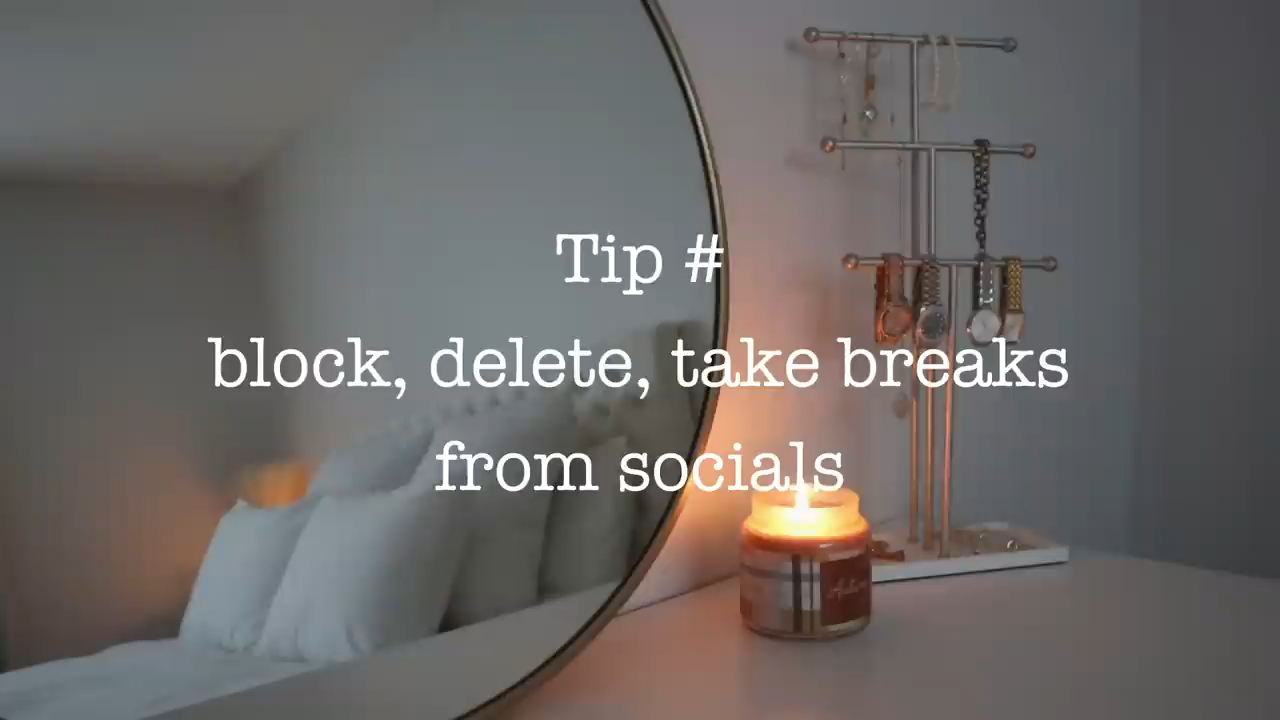 Tip #
block, delete, take breaks
from socials